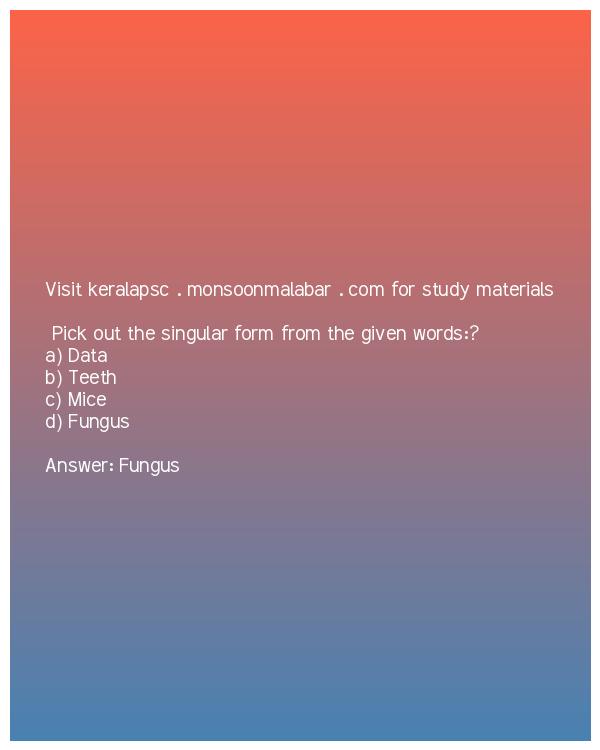 Visit keralapsc . monsoonmalabar . com for study materials
Pick out the singular form from the given words:?
a) Data
b) Teeth
c) Mice
d) Fungus
Answer: Fungus